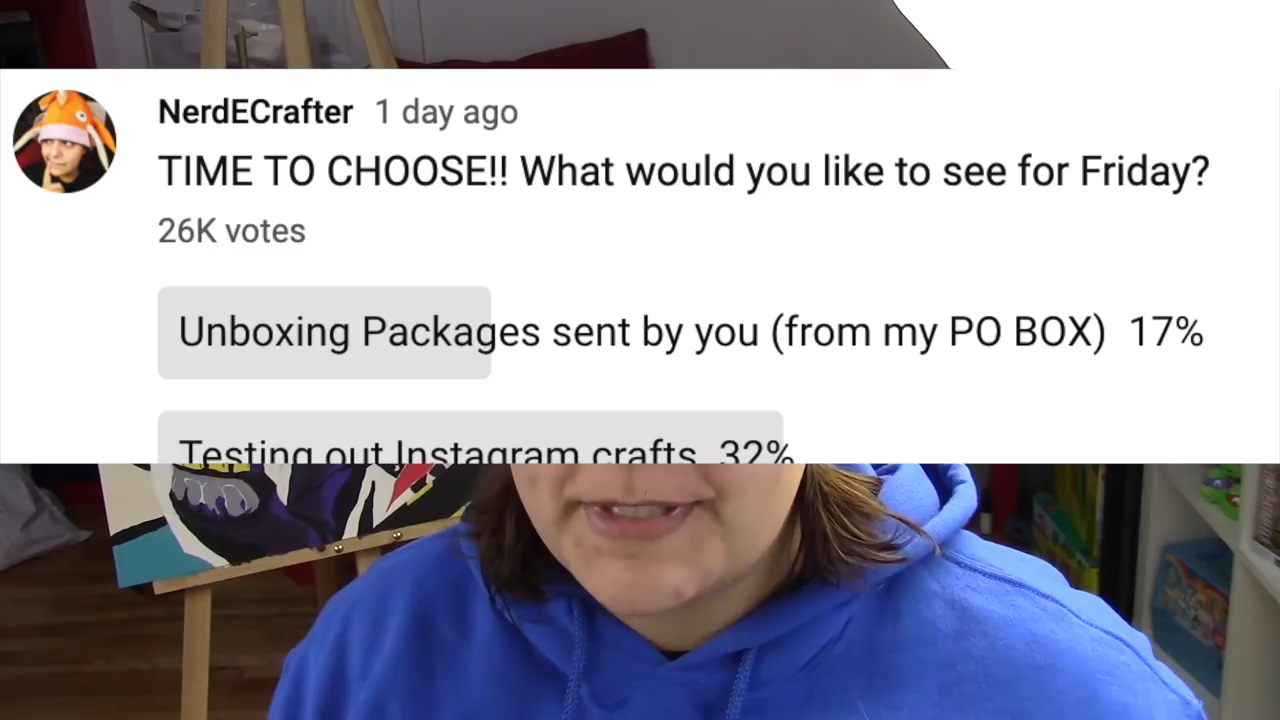 NerdECrafter 1 day ago
TIME TO CHOOSE!! What would you like to see for Friday?
26K votes
Unboxing Packages sent by you (from my PO BOX) 17%
Testing out Instagram crafts 32%